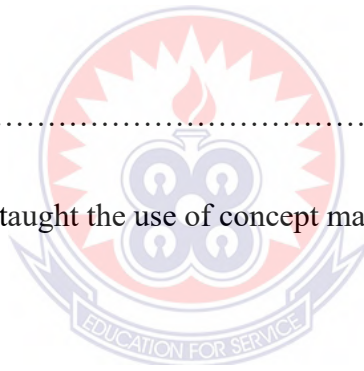 ………………………………
taught the use of concept ma
EDUCATION FOR SERVICE